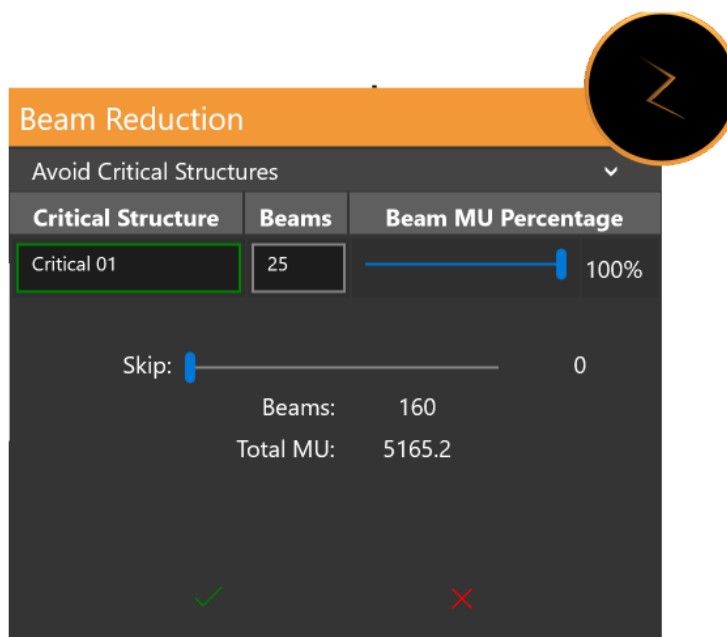 Beam Reduction
Avoid Critical Structures
Critical Structure Beams Beam MU Percentage
Critical 01 25 100%
Skip: 0
Beams: 160
Total MU: 5165.2